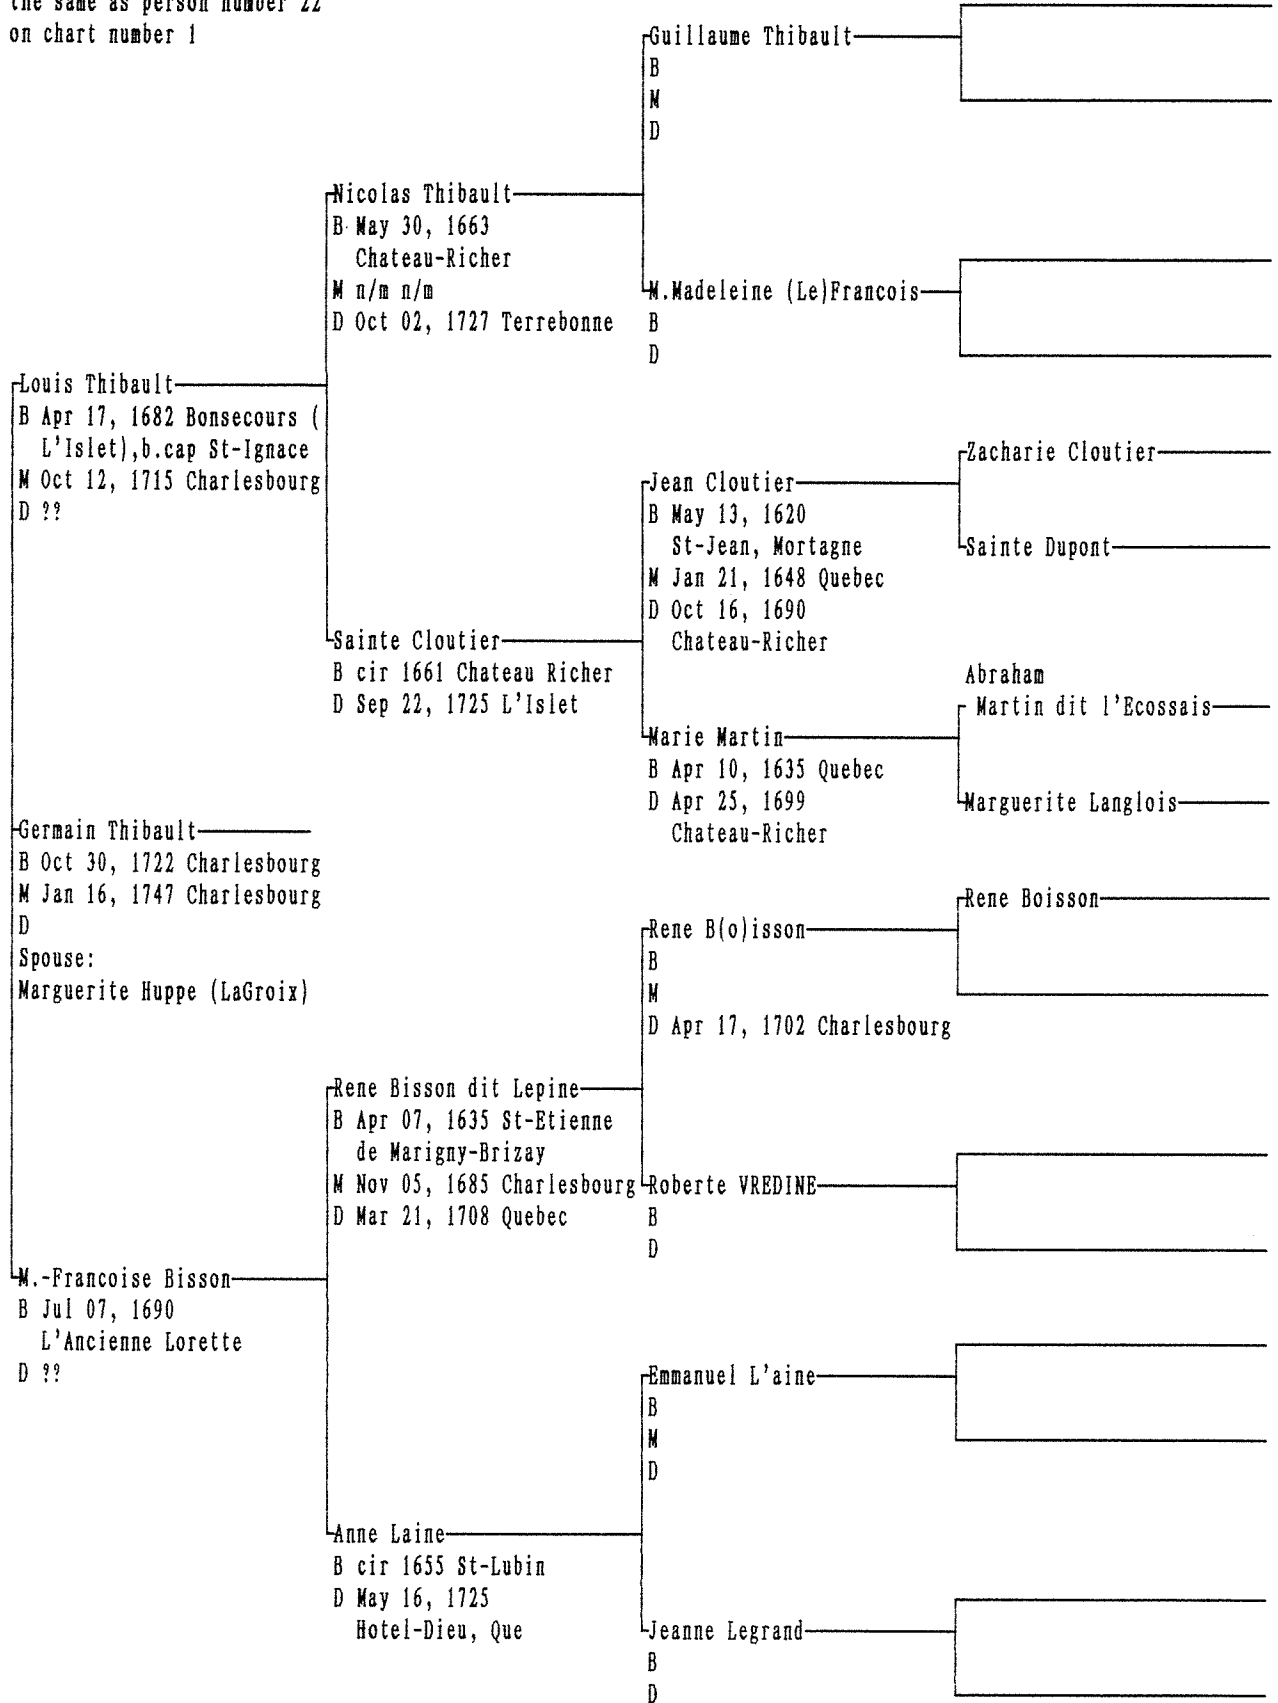 the same as person number 22
on chart number 1
Guillaume Thibault
B
M
D
Nicolas Thibault
B May 30, 1663
Chateau-Richer
M n/m n/m
D Oct 02, 1727 Terrebonne
M.Madeleine (Le)Francois
B
D
Louis Thibault
B Apr 17, 1682 Bonsecours (
L'Islet),b.cap St-Ignace
M Oct 12, 1715 Charlesbourg
D ??
Zacharie Cloutier
Jean Cloutier
B May 13, 1620
St-Jean, Mortagne
M Jan 21, 1648 Quebec
D Oct 16, 1690
Chateau-Richer
Sainte Dupont
Sainte Cloutier
B cir 1661 Chateau Richer
D Sep 22, 1725 L'Islet
Abraham
Martin dit l'Ecossais
Marie Martin
B Apr 10, 1635 Quebec
D Apr 25, 1699
Chateau-Richer
Marguerite Langlois
Germain Thibault
B Oct 30, 1722 Charlesbourg
M Jan 16, 1747 Charlesbourg
D
Spouse:
Marguerite Huppe (LaGroix)
Rene Boisson
Rene B(o)isson
B
M
D Apr 17, 1702 Charlesbourg
Rene Bisson dit Lepine
B Apr 07, 1635 St-Etienne
de Marigny-Brizay
M Nov 05, 1685 Charlesbourg
D Mar 21, 1708 Quebec
Roberte VREDINE
B
D
M.-Francoise Bisson
B Jul 07, 1690
L'Ancienne Lorette
D ??
Emmanuel L'aine
B
M
D
Anne Laine
B cir 1655 St-Lubin
D May 16, 1725
Hotel-Dieu, Que
Jeanne Legrand
B
D